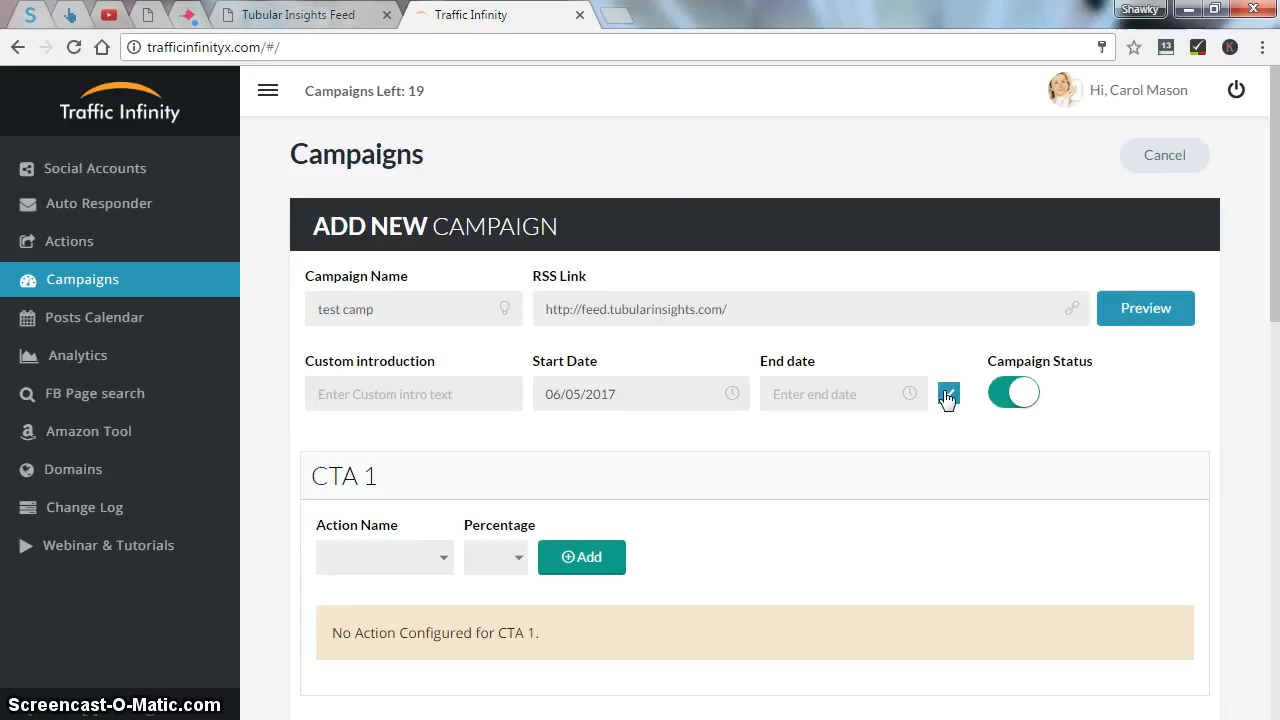 Tubular Insights Feed
Traffic Infinity
Shawky
trafficinfinityx.com/#/
13
K
Traffic Infinity
Campaigns Left: 19
Hi, Carol Mason
Social Accounts
Auto Responder
Actions
Campaigns
Posts Calendar
Analytics
FB Page search
Amazon Tool
Domains
Change Log
Webinar & Tutorials
Campaigns
Cancel
ADD NEW CAMPAIGN
Campaign Name
RSS Link
test camp
http://feed.tubularinsights.com/
Preview
Custom introduction
Start Date
End date
Campaign Status
Enter Custom intro text
06/05/2017
Enter end date
CTA 1
Action Name
Percentage
Add
No Action Configured for CTA 1.
Screencast-O-Matic.com